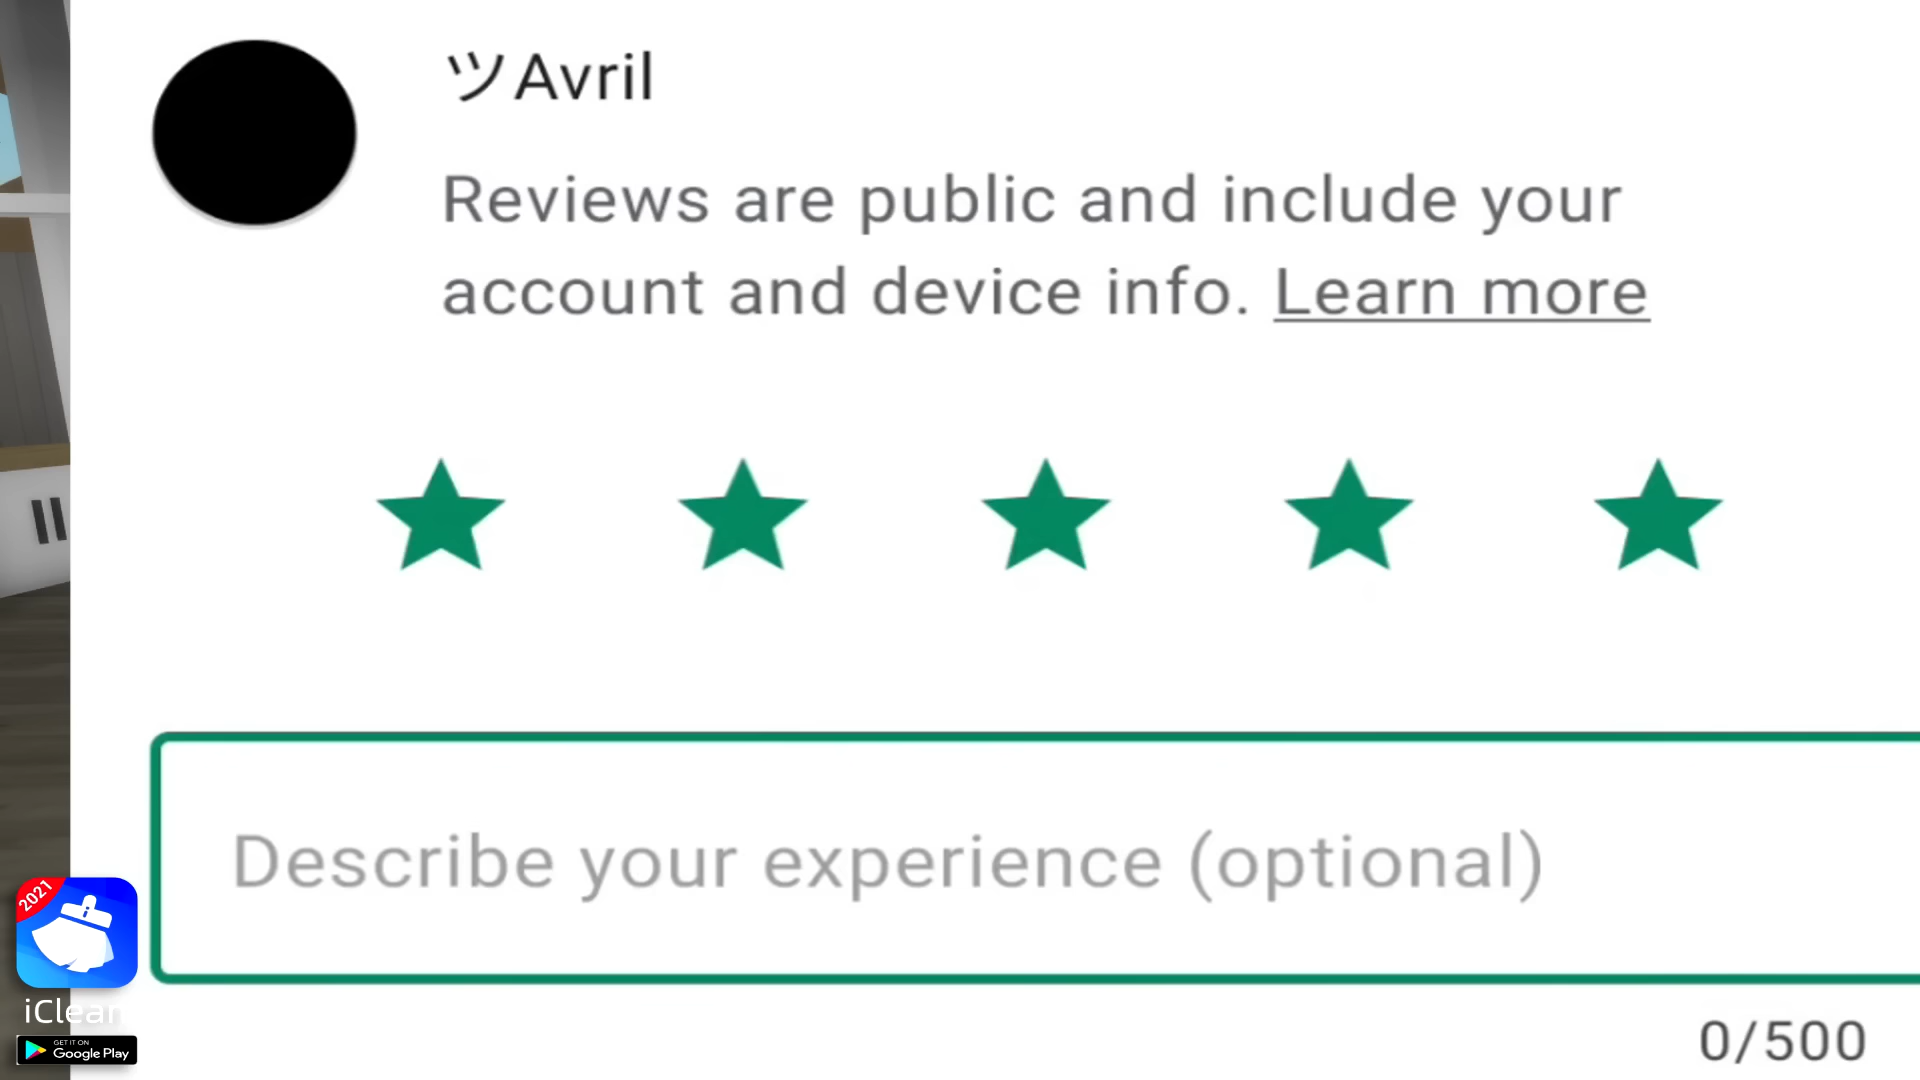 ツAvril
Reviews are public and include your
account and device info. Learn more
Describe your experience (optional)
0/500
2021
iClean
GET IT ON
Google Play